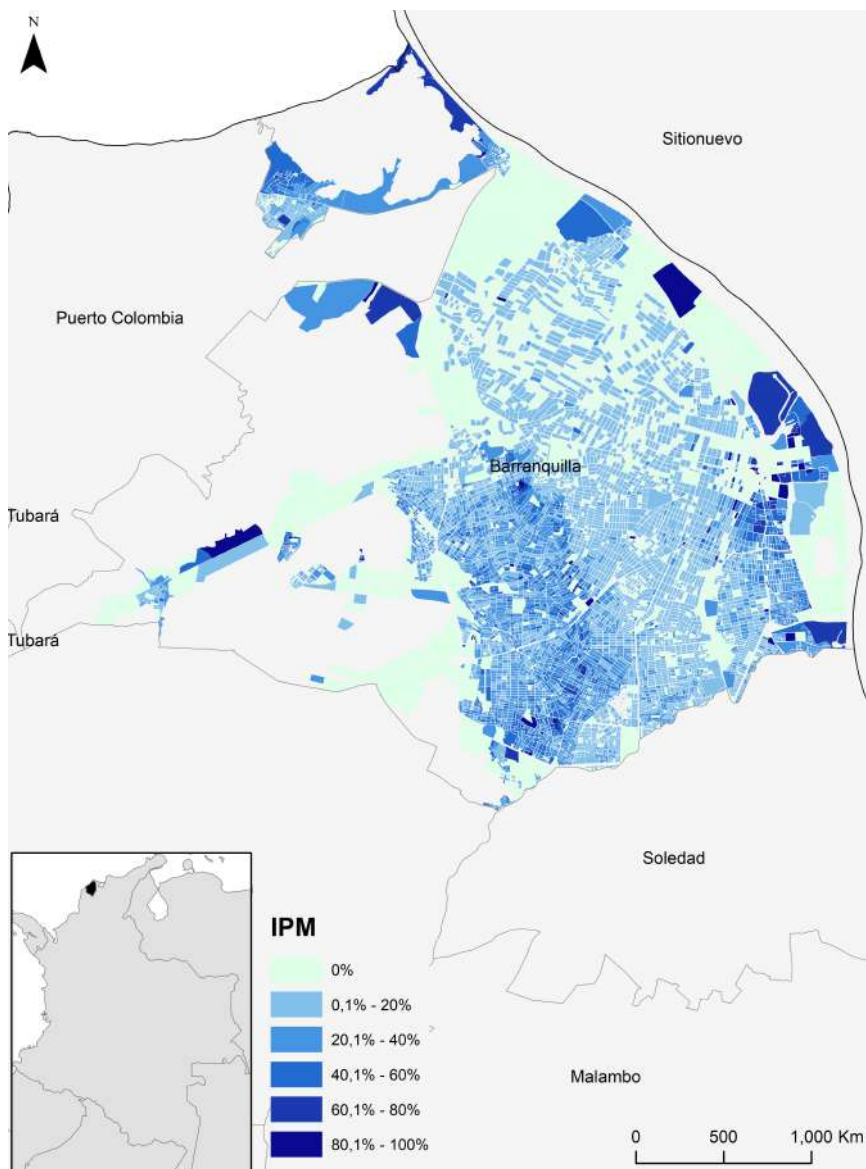 N
Sitionuevo
Puerto Colombia
Barranquilla
Tubará
Tubará
Soledad
IPM
0%
0,1% - 20%
20,1% - 40%
40,1% - 60%
60,1% - 80%
80,1% - 100%
Malambo
0 500 1,000 Km